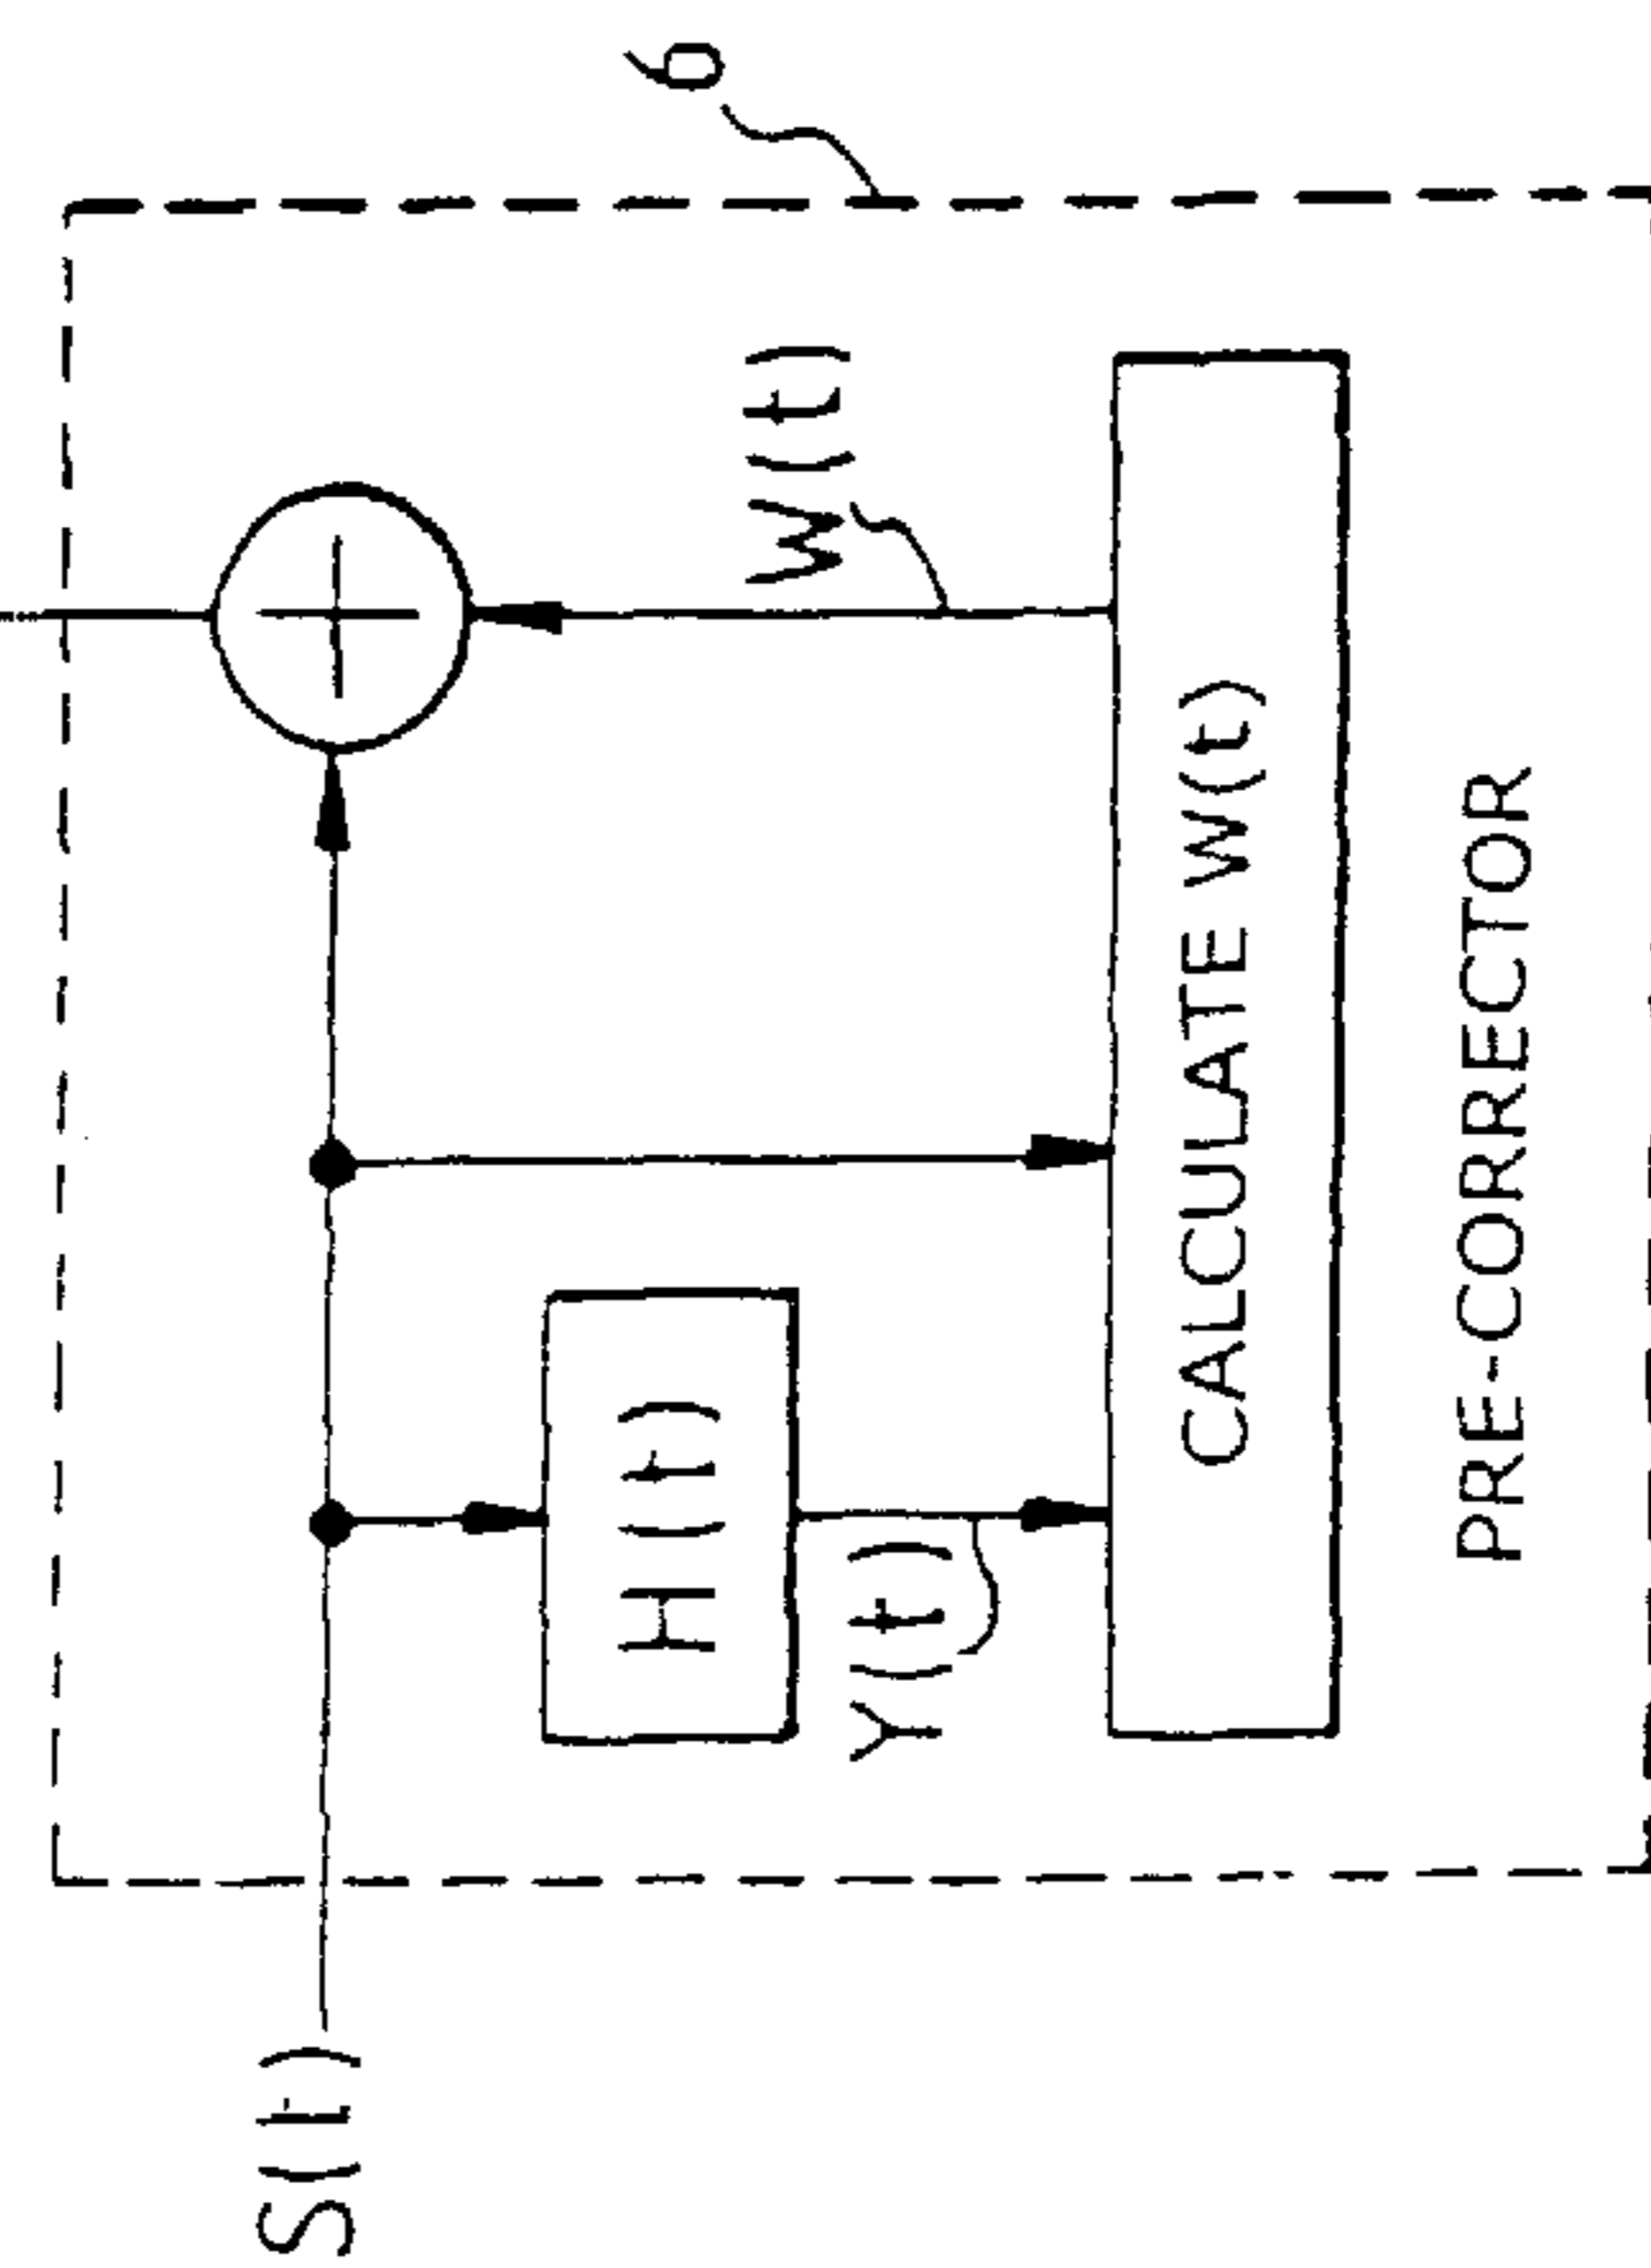 S(t)
6
H(t)
W(t)
Y(t)
CALCULATE W(t)
PRE-CORRECTOR